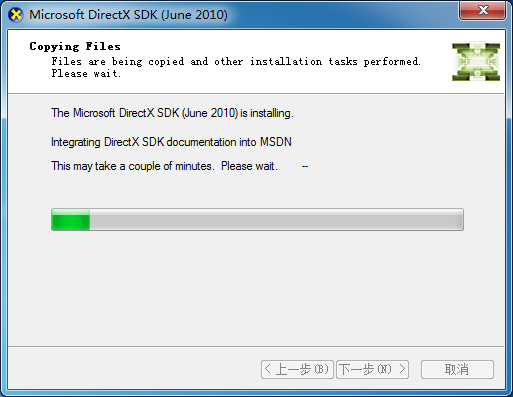 Microsoft DirectX SDK (June 2010)
Copying Files
Files are being copied and other installation tasks performed.
Please wait.
The Microsoft DirectX SDK (June 2010) is installing.
Integrating DirectX SDK documentation into MSDN
This may take a couple of minutes.  Please wait. --
< 上一步(B) 下一步(N) > 取消